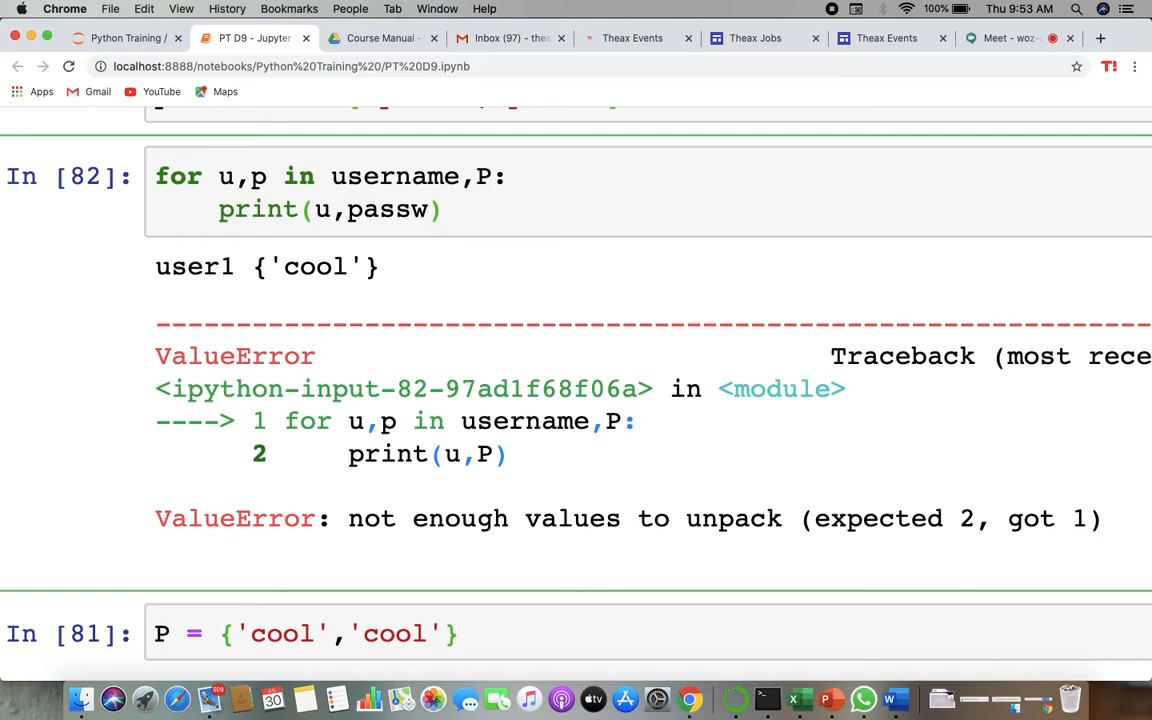 Chrome File Edit View History Bookmarks People Tab Window Help 100% Thu 9:53 AM
Python Training / PT D9 - Jupyter Course Manual - Inbox (97) - thea Theax Events Theax Jobs Theax Events Meet - woz-
localhost:8888/notebooks/Python%20Training%20/PT%20D9.ipynb T!
Apps Gmail YouTube Maps
In [82]: for u,p in username,P:
print(u,passw)
user1 {'cool'}
---------------------------------------------------------------------------
ValueError Traceback (most rece
<ipython-input-82-97ad1f68f06a> in <module>
----> 1 for u,p in username,P:
2 print(u,P)
ValueError: not enough values to unpack (expected 2, got 1)
In [81]: P = {'cool','cool'}